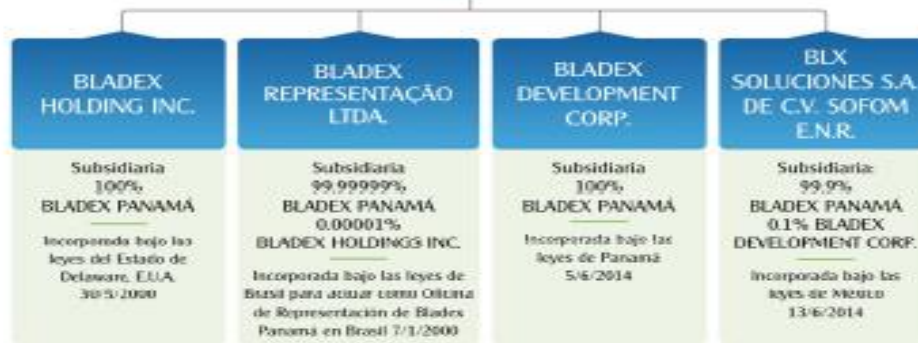 BLADEX
HOLDING INC.
Subsidiaria
100%
BLADEX PANAMÁ
Incorporada bajo las
leyes del Estado de
Delaware, E.U.A.
30/5/2000
BLADEX
REPRESENTAÇÃO
LTDA.
Subsidiaria
99.99999%
BLADEX PANAMÁ
0.00001%
BLADEX HOLDINGS INC.
Incorporada bajo las leyes de
Brasil para actuar como Oficina
de Representación de Bladex
Panamá en Brasil 7/1/2000
BLADEX
DEVELOPMENT
CORP.
Subsidiaria
100%
BLADEX PANAMÁ
Incorporada bajo las
leyes de Panamá
5/6/2014
BLX
SOLUCIONES S.A.
DE C.V. SOFOM
E.N.R.
Subsidiaria:
99.9%
BLADEX PANAMÁ
0.1% BLADEX
DEVELOPMENT CORP.
Incorporada bajo las
leyes de México
13/6/2014